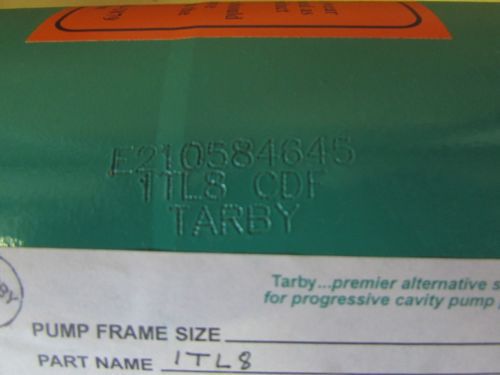 E210584645
1TL8 CDF
TARBY
Tarby...premier alternative
for progressive cavity pump
PUMP FRAME SIZE
PART NAME 1TL8